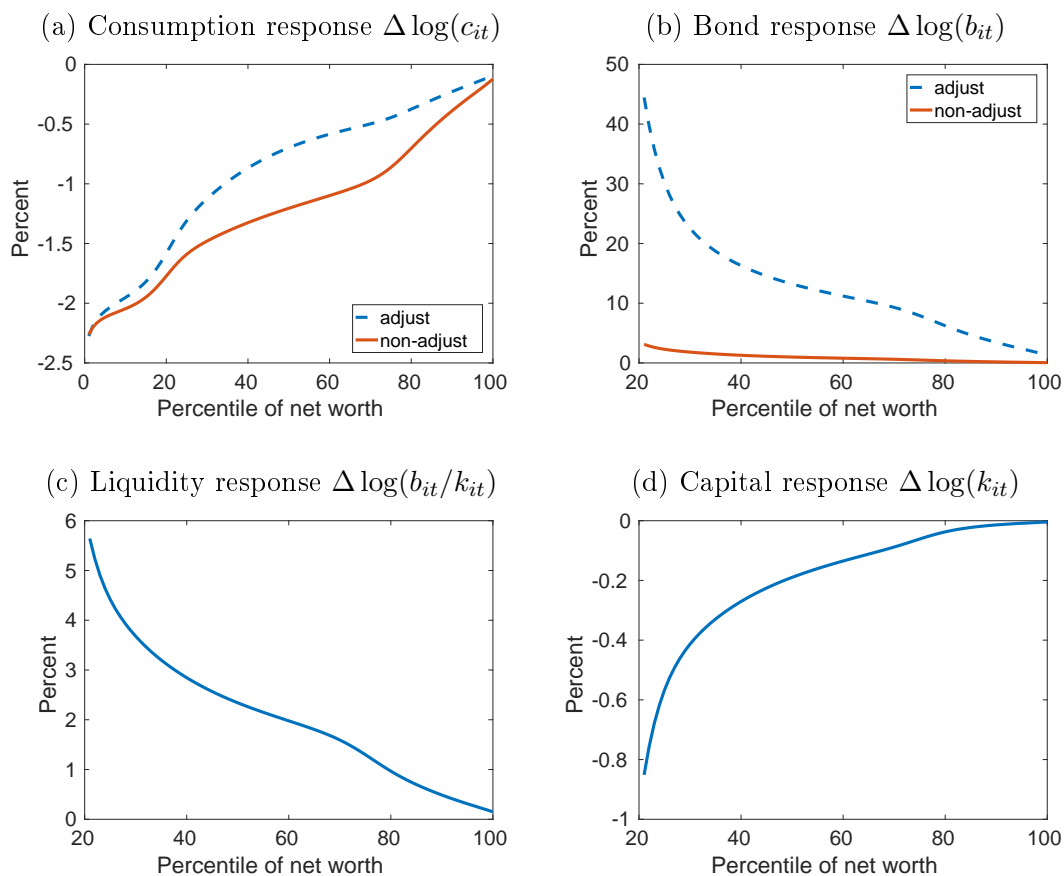 (a) Consumption response Δ log(c_it)
0
-0.5
-1
-1.5
-2
-2.5
Percent
adjust
non-adjust
0 20 40 60 80 100
Percentile of net worth
(b) Bond response Δ log(b_it)
50
40
30
20
10
0
Percent
adjust
non-adjust
20 40 60 80 100
Percentile of net worth
(c) Liquidity response Δ log(b_it/k_it)
6
5
4
3
2
1
0
Percent
20 40 60 80 100
Percentile of net worth
(d) Capital response Δ log(k_it)
0
-0.2
-0.4
-0.6
-0.8
-1
Percent
20 40 60 80 100
Percentile of net worth